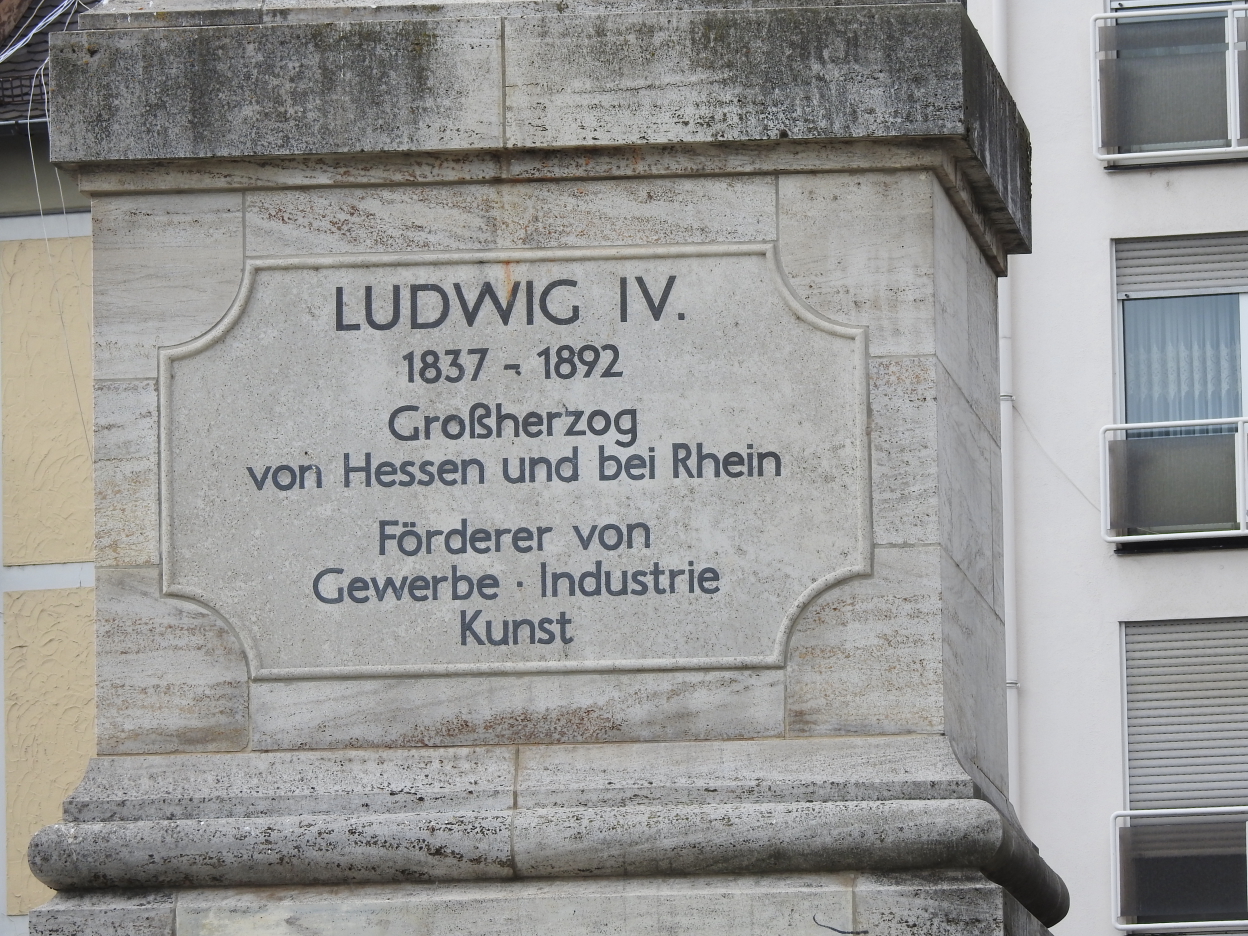 LUDWIG IV.
1837 - 1892
Großherzog
von Hessen und bei Rhein
Förderer von
Gewerbe · Industrie
Kunst